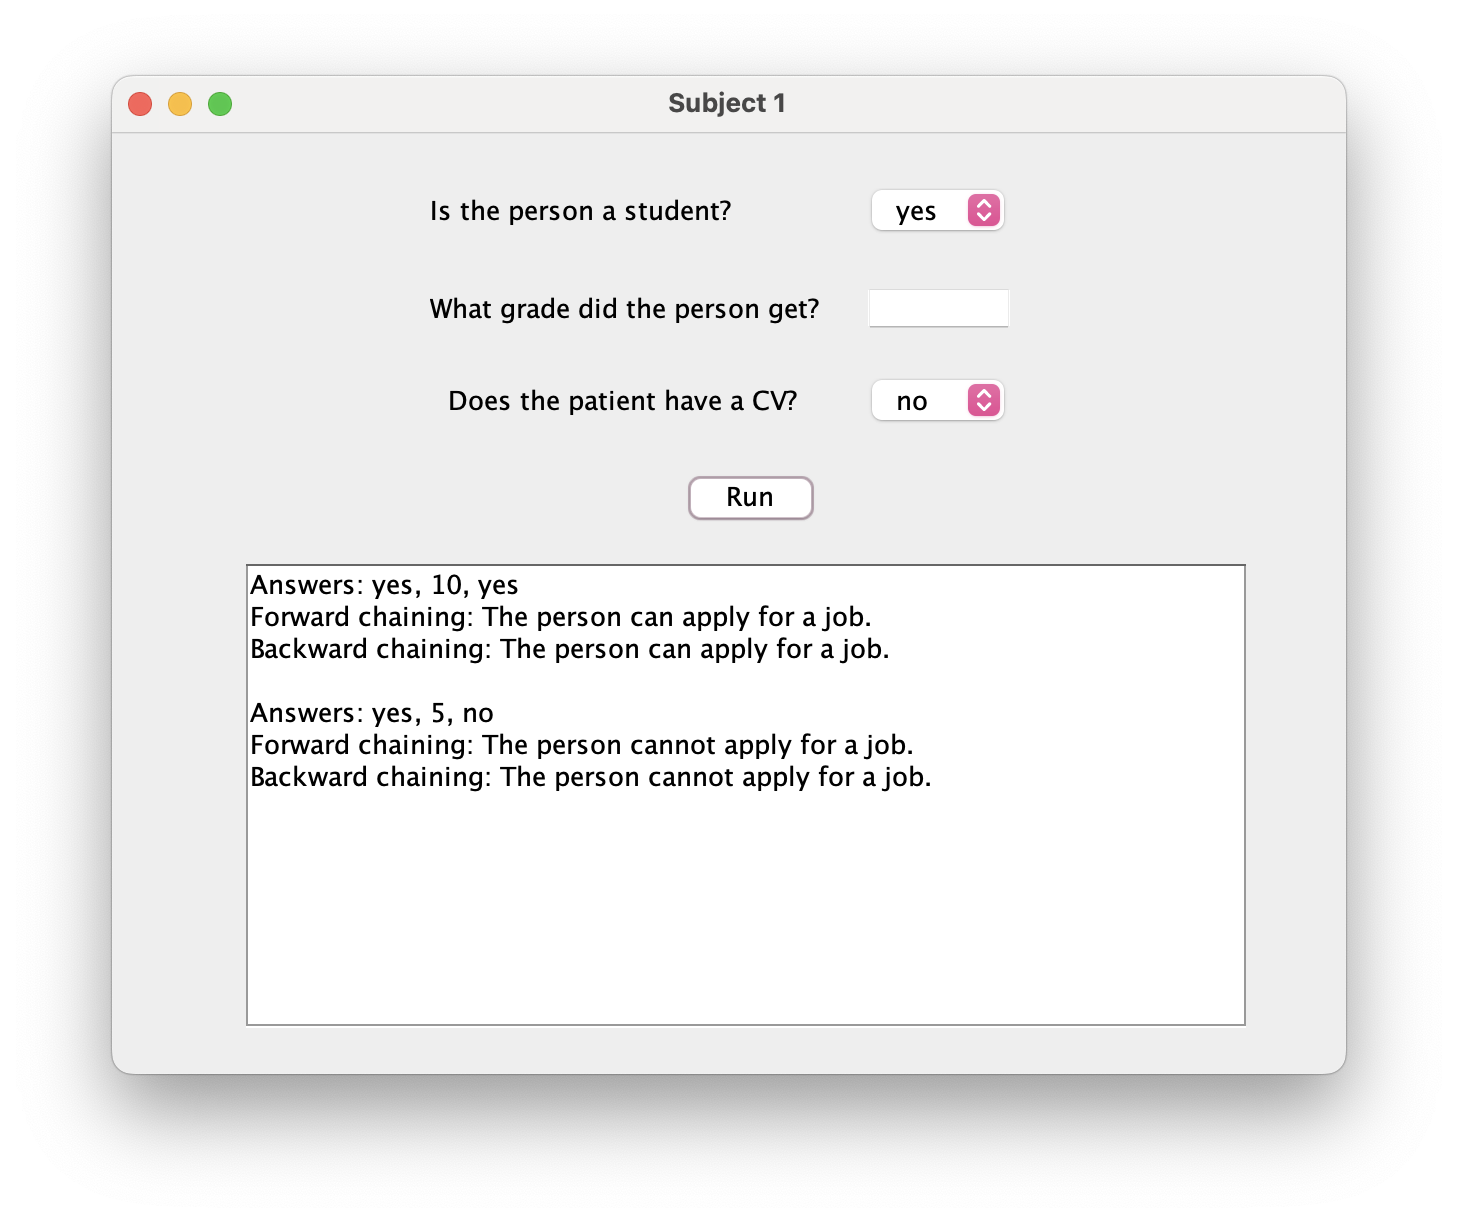 Subject 1
Is the person a student? yes
What grade did the person get?
Does the patient have a CV? no
Run
Answers: yes, 10, yes
Forward chaining: The person can apply for a job.
Backward chaining: The person can apply for a job.
Answers: yes, 5, no
Forward chaining: The person cannot apply for a job.
Backward chaining: The person cannot apply for a job.